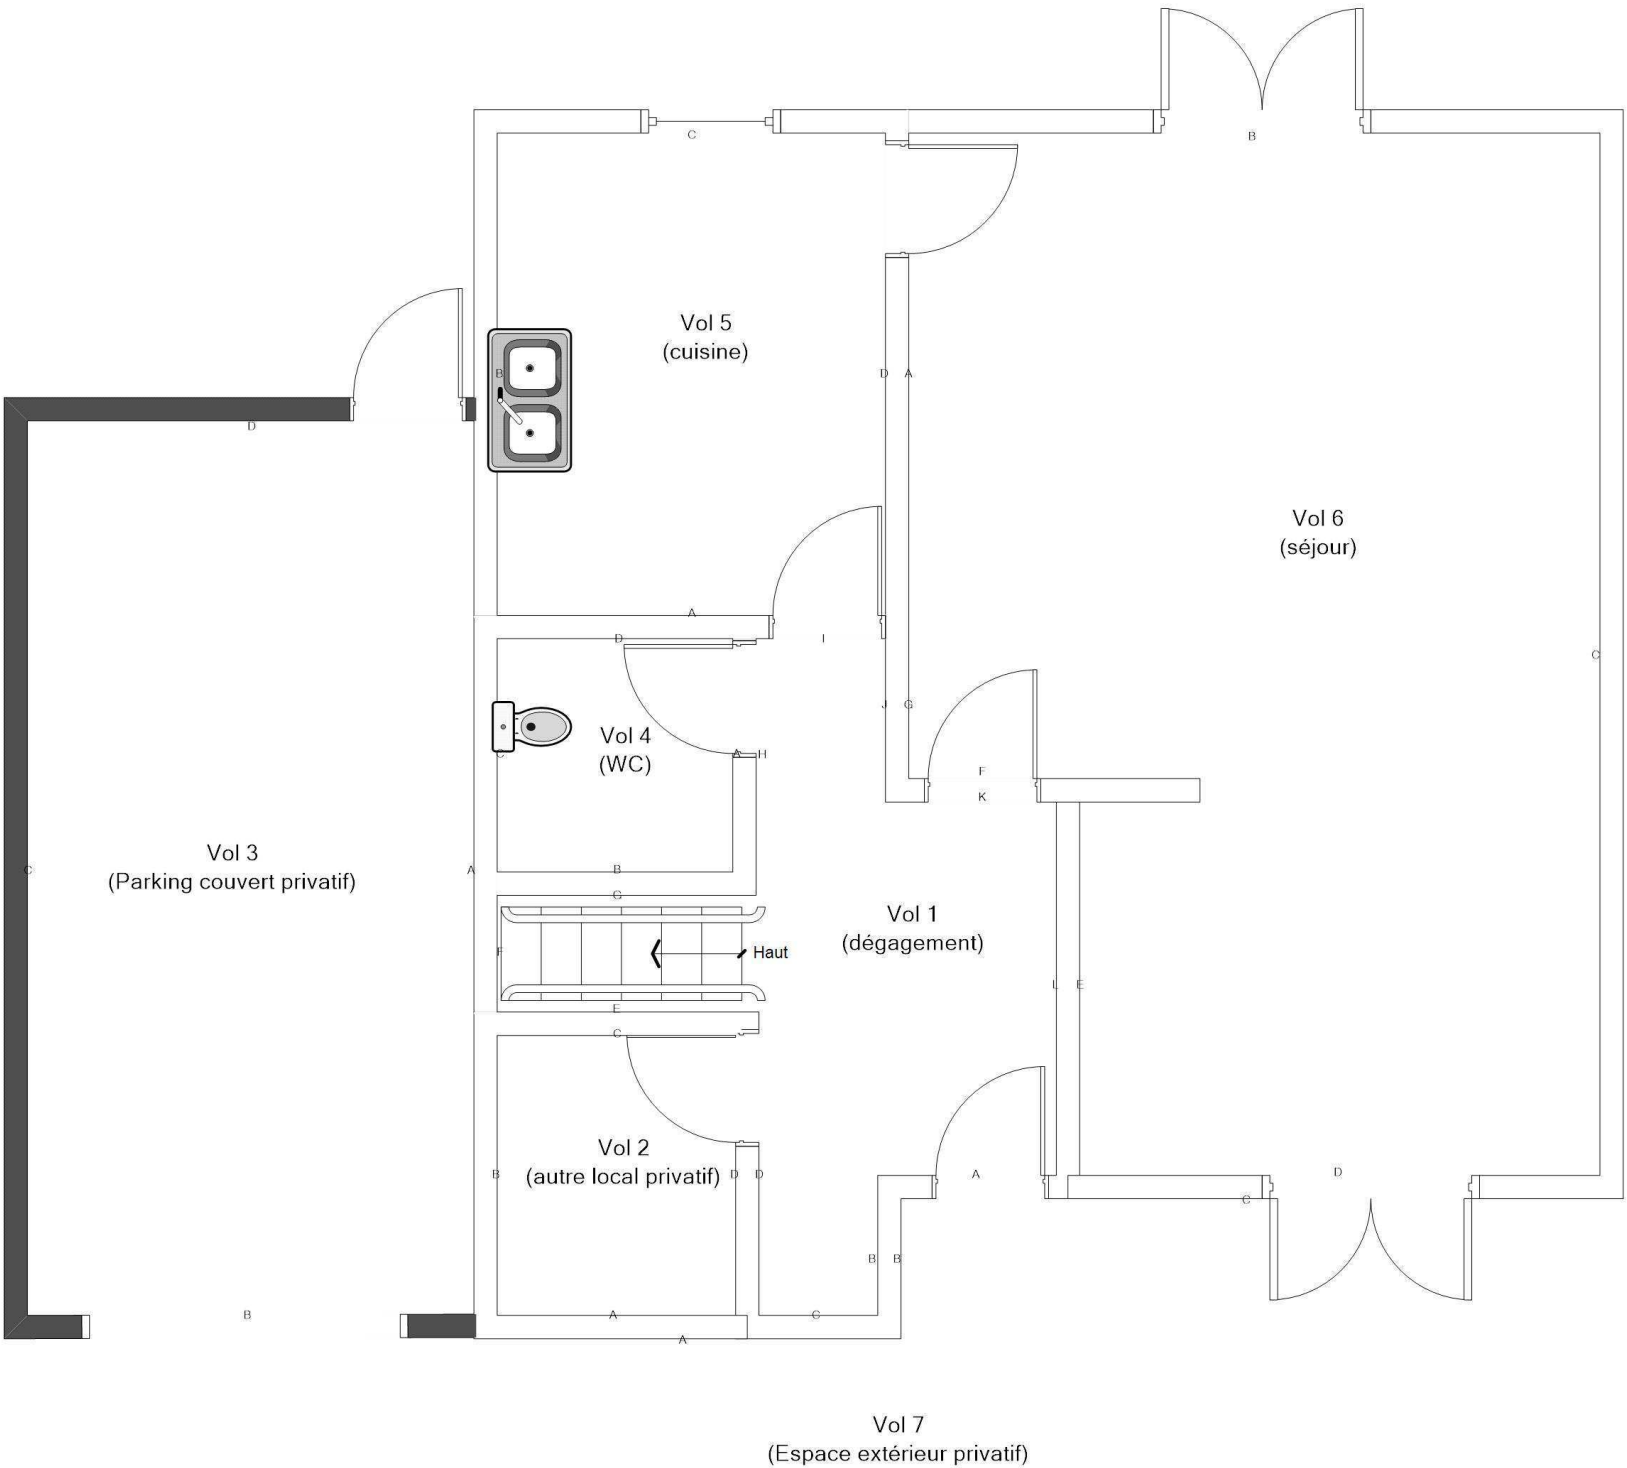 C
B
B
D A
Vol 5
(cuisine)
D
Vol 6
(séjour)
A
D
I
C
J G
Vol 4
(WC)
C
A H
F
K
Vol 3
(Parking couvert privatif)
C
A
B
G
Vol 1
(dégagement)
F
Haut
L E
E
C
Vol 2
(autre local privatif)
B
D D
A
D
C
B B
B
A
C
A
Vol 7
(Espace extérieur privatif)